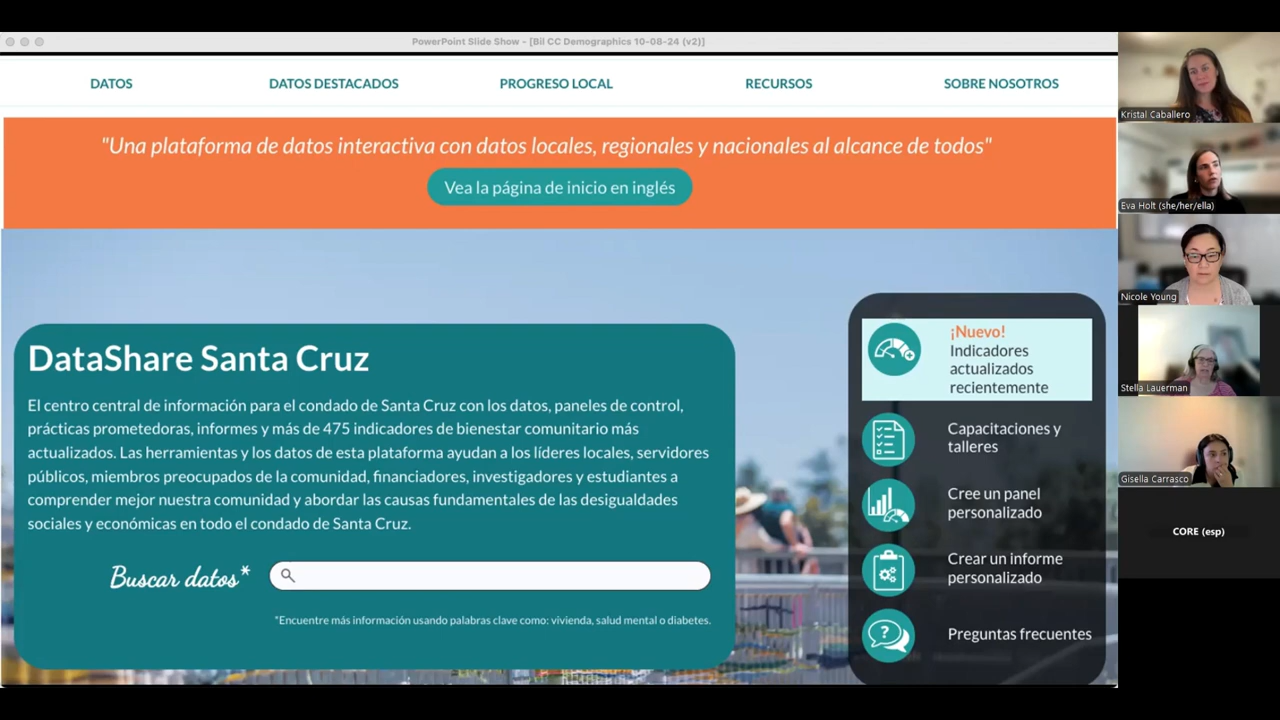 PowerPoint Slide Show - [Bil CC Demographics 10-08-24 (v2)]
DATOS DATOS DESTACADOS PROGRESO LOCAL RECURSOS SOBRE NOSOTROS
"Una plataforma de datos interactiva con datos locales, regionales y nacionales al alcance de todos"
Vea la página de inicio en inglés
DataShare Santa Cruz
El centro central de información para el condado de Santa Cruz con los datos, paneles de control,
prácticas prometedoras, informes y más de 475 indicadores de bienestar comunitario más
actualizados. Las herramientas y los datos de esta plataforma ayudan a los líderes locales, servidores
públicos, miembros preocupados de la comunidad, financiadores, investigadores y estudiantes a
comprender mejor nuestra comunidad y abordar las causas fundamentales de las desigualdades
sociales y económicas en todo el condado de Santa Cruz.
Buscar datos*
*Encuentre más información usando palabras clave como: vivienda, salud mental o diabetes.
¡Nuevo!
Indicadores
actualizados
recientemente
Capacitaciones y
talleres
Cree un panel
personalizado
Crear un informe
personalizado
Preguntas frecuentes
Kristal Caballero
Eva Holt (she/her/ella)
Nicole Young
Stella Lauerman
Gisella Carrasco
CORE (esp)